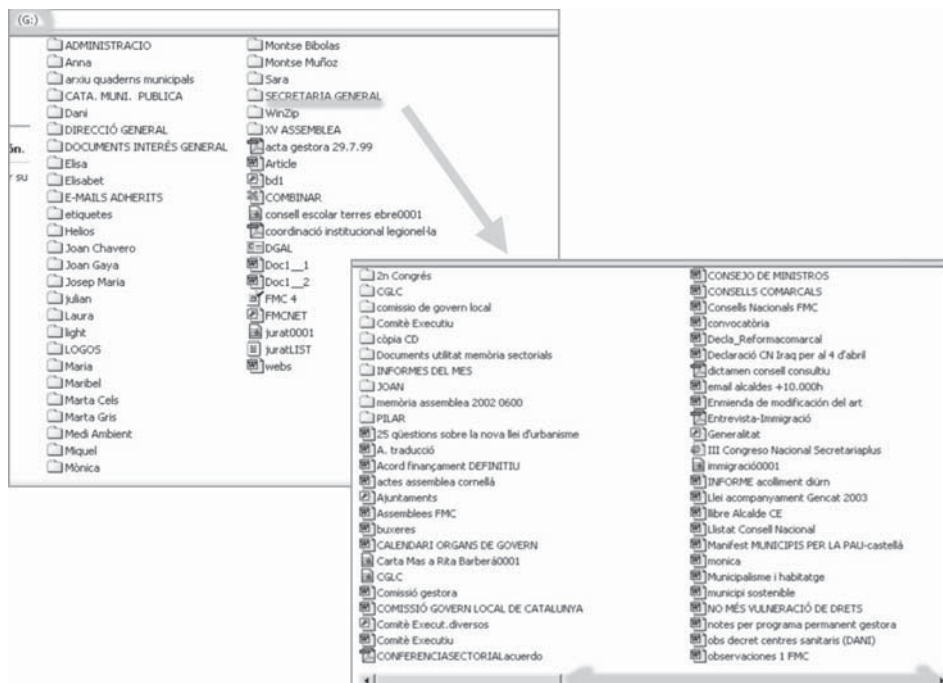 (G:)
ADMINISTRACIO
Anna
arxiu quaderns municipals
CATA. MUNI. PUBLICA
Dani
DIRECCIÓ GENERAL
DOCUMENTS INTERÉS GENERAL
Elisa
Elisabet
E-MAILS ADHERITS
etiquetes
Helios
Joan Chavero
Joan Gaya
Josep Maria
julian
Laura
light
LOGOS
Maria
Maribel
Marta Cels
Marta Gris
Medi Ambient
Miquel
Mònica
ón.
r su
Montse Bibolas
Montse Muñoz
Sara
SECRETARIA GENERAL
WinZip
XV ASSEMBLEA
acta gestora 29.7.99
Article
bd1
COMBINAR
consell escolar terres ebre0001
coordinació institucional legionel·la
DGAL
Doc1__1
Doc1__2
FMC 4
FMCNET
jurat0001
juratLIST
webs
2n Congrés
CGLC
comissio de govern local
Comitè Executiu
còpia CD
Documents utilitat memòria sectorials
INFORMES DEL MES
JOAN
memòria assemblea 2002 0600
PILAR
25 qüestions sobre la nova llei d'urbanisme
A. traducció
Acord finançament DEFINITIU
actes assemblea cornellà
Ajuntaments
Assemblees FMC
buxeres
CALENDARI ORGANS DE GOVERN
Carta Mas a Rita Barberá0001
CGLC
Comissió gestora
COMISSIÓ GOVERN LOCAL DE CATALUNYA
Comitè Execut.diversos
Comitè Executiu
CONFERENCIASECTORIALacuerdo
CONSEJO DE MINISTROS
CONSELLS COMARCALS
Consells Nacionals FMC
convocatòria
Decla_Reformacomarcal
Declaració CN Iraq per al 4 d'abril
dictamen consell consultiu
email alcaldes +10.000h
Enmienda de modificación del art
Entrevista-Immigració
Generalitat
III Congreso Nacional Secretariaplus
immigració0001
INFORME acolliment diürn
Llei acompanyament Gencat 2003
llibre Alcalde CE
Llistat Consell Nacional
Manifest MUNICIPIS PER LA PAU-castellà
monica
Municipalisme i habitatge
municipi sostenible
NO MÉS VULNERACIÓ DE DRETS
notes per programa permanent gestora
obs decret centres sanitaris (DANI)
observaciones 1 FMC